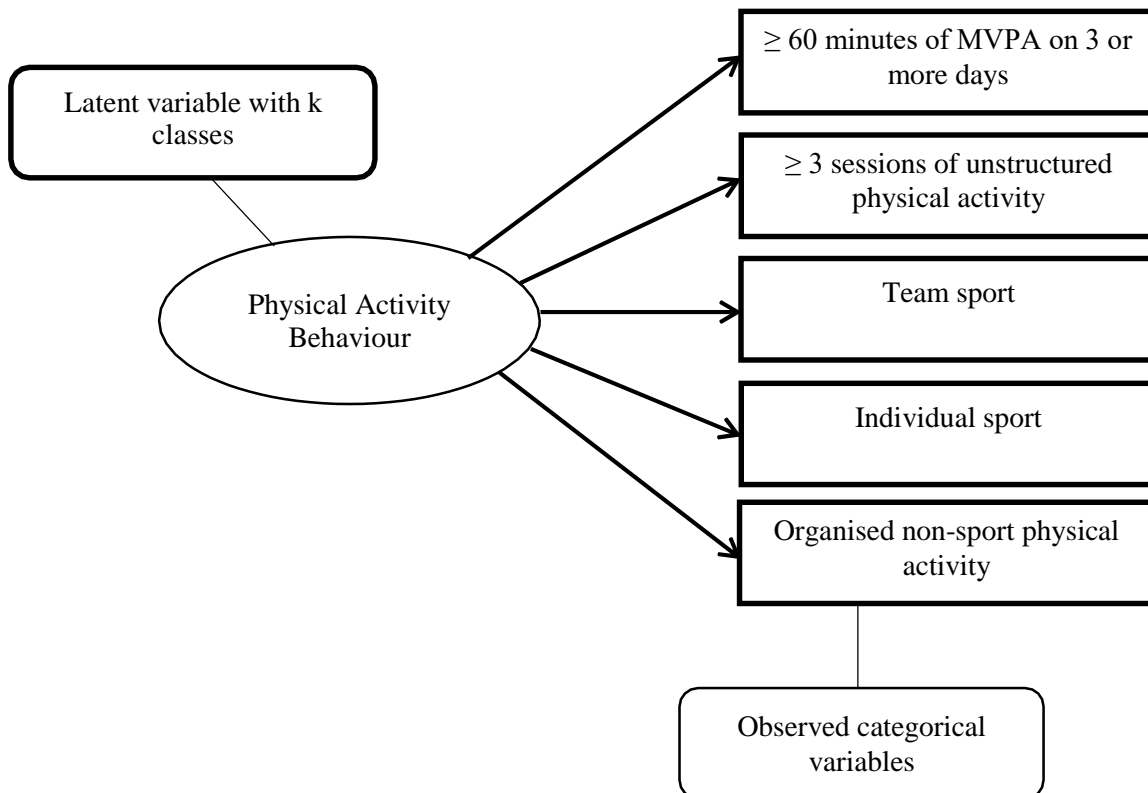 ≥ 60 minutes of MVPA on 3 or
more days
Latent variable with k
classes
≥ 3 sessions of unstructured
physical activity
Physical Activity
Behaviour
Team sport
Individual sport
Organised non-sport physical
activity
Observed categorical
variables